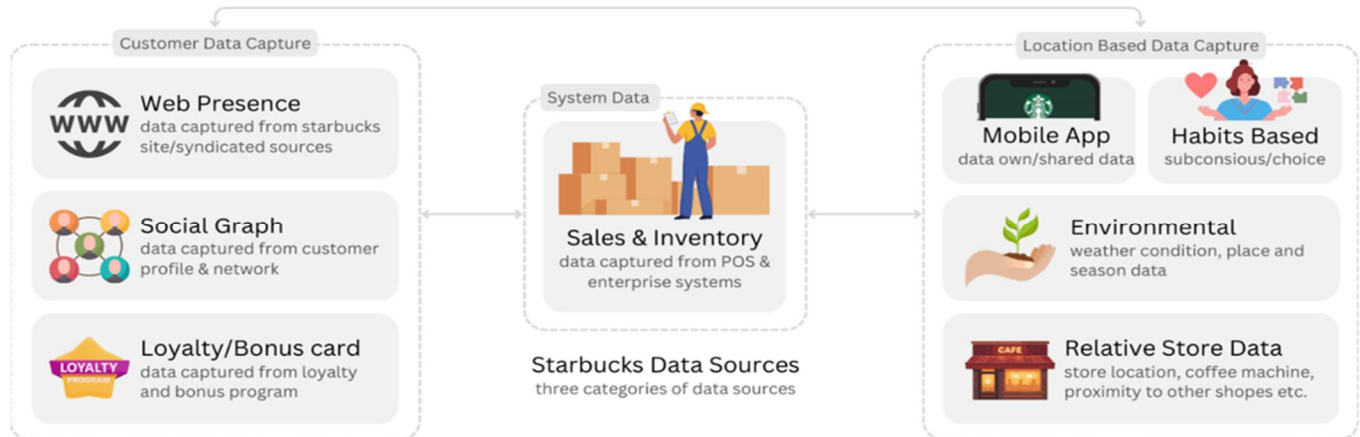 Customer Data Capture
WWW
Web Presence
data captured from starbucks
site/syndicated sources
Social Graph
data captured from customer
profile & network
LOYALTY
PROGRAM
Loyalty/Bonus card
data captured from loyalty
and bonus program
System Data
Sales & Inventory
data captured from POS &
enterprise systems
Starbucks Data Sources
three categories of data sources
Location Based Data Capture
Mobile App
data own/shared data
Habits Based
subconsious/choice
Environmental
weather condition, place and
season data
CAFE
Relative Store Data
store location, coffee machine,
proximity to other shopes etc.